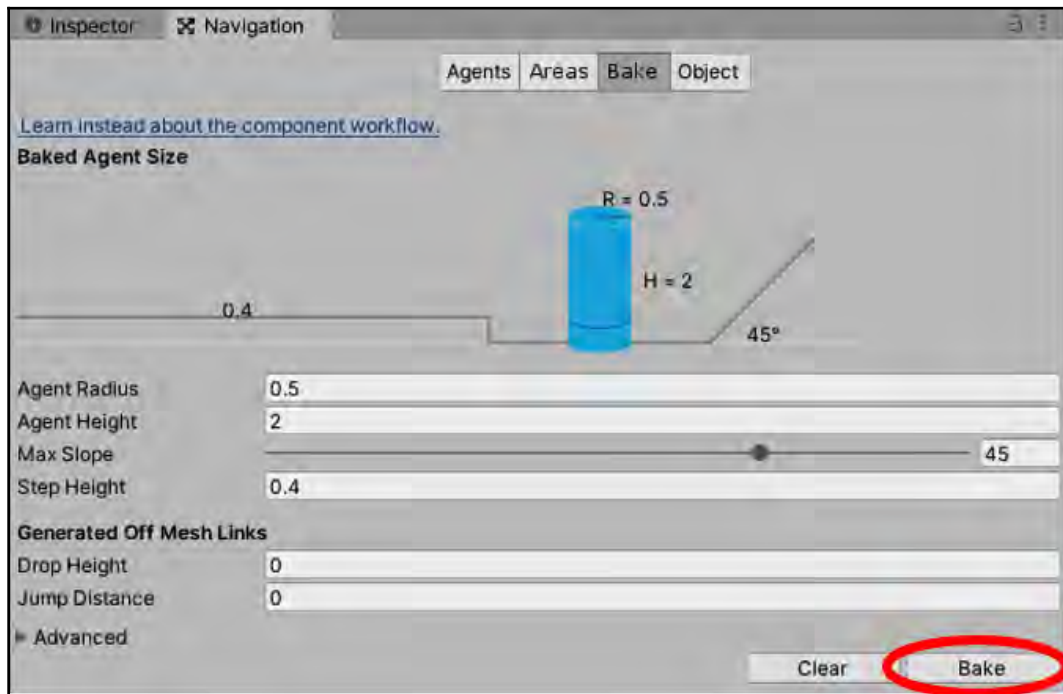 Inspector Navigation
Agents Areas Bake Object
Learn instead about the component workflow.
Baked Agent Size
R = 0.5
H = 2
0.4
45°
Agent Radius 0.5
Agent Height 2
Max Slope 45
Step Height 0.4
Generated Off Mesh Links
Drop Height 0
Jump Distance 0
Advanced
Clear Bake